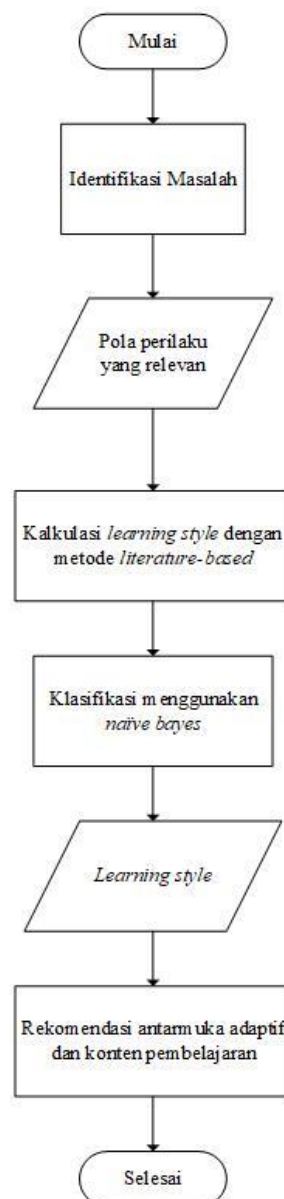 Mulai
Identifikasi Masalah
Pola perilaku
yang relevan
Kalkulasi learning style dengan
metode literature-based
Klasifikasi menggunakan
naïve bayes
Learning style
Rekomendasi antarmuka adaptif
dan konten pembelajaran
Selesai